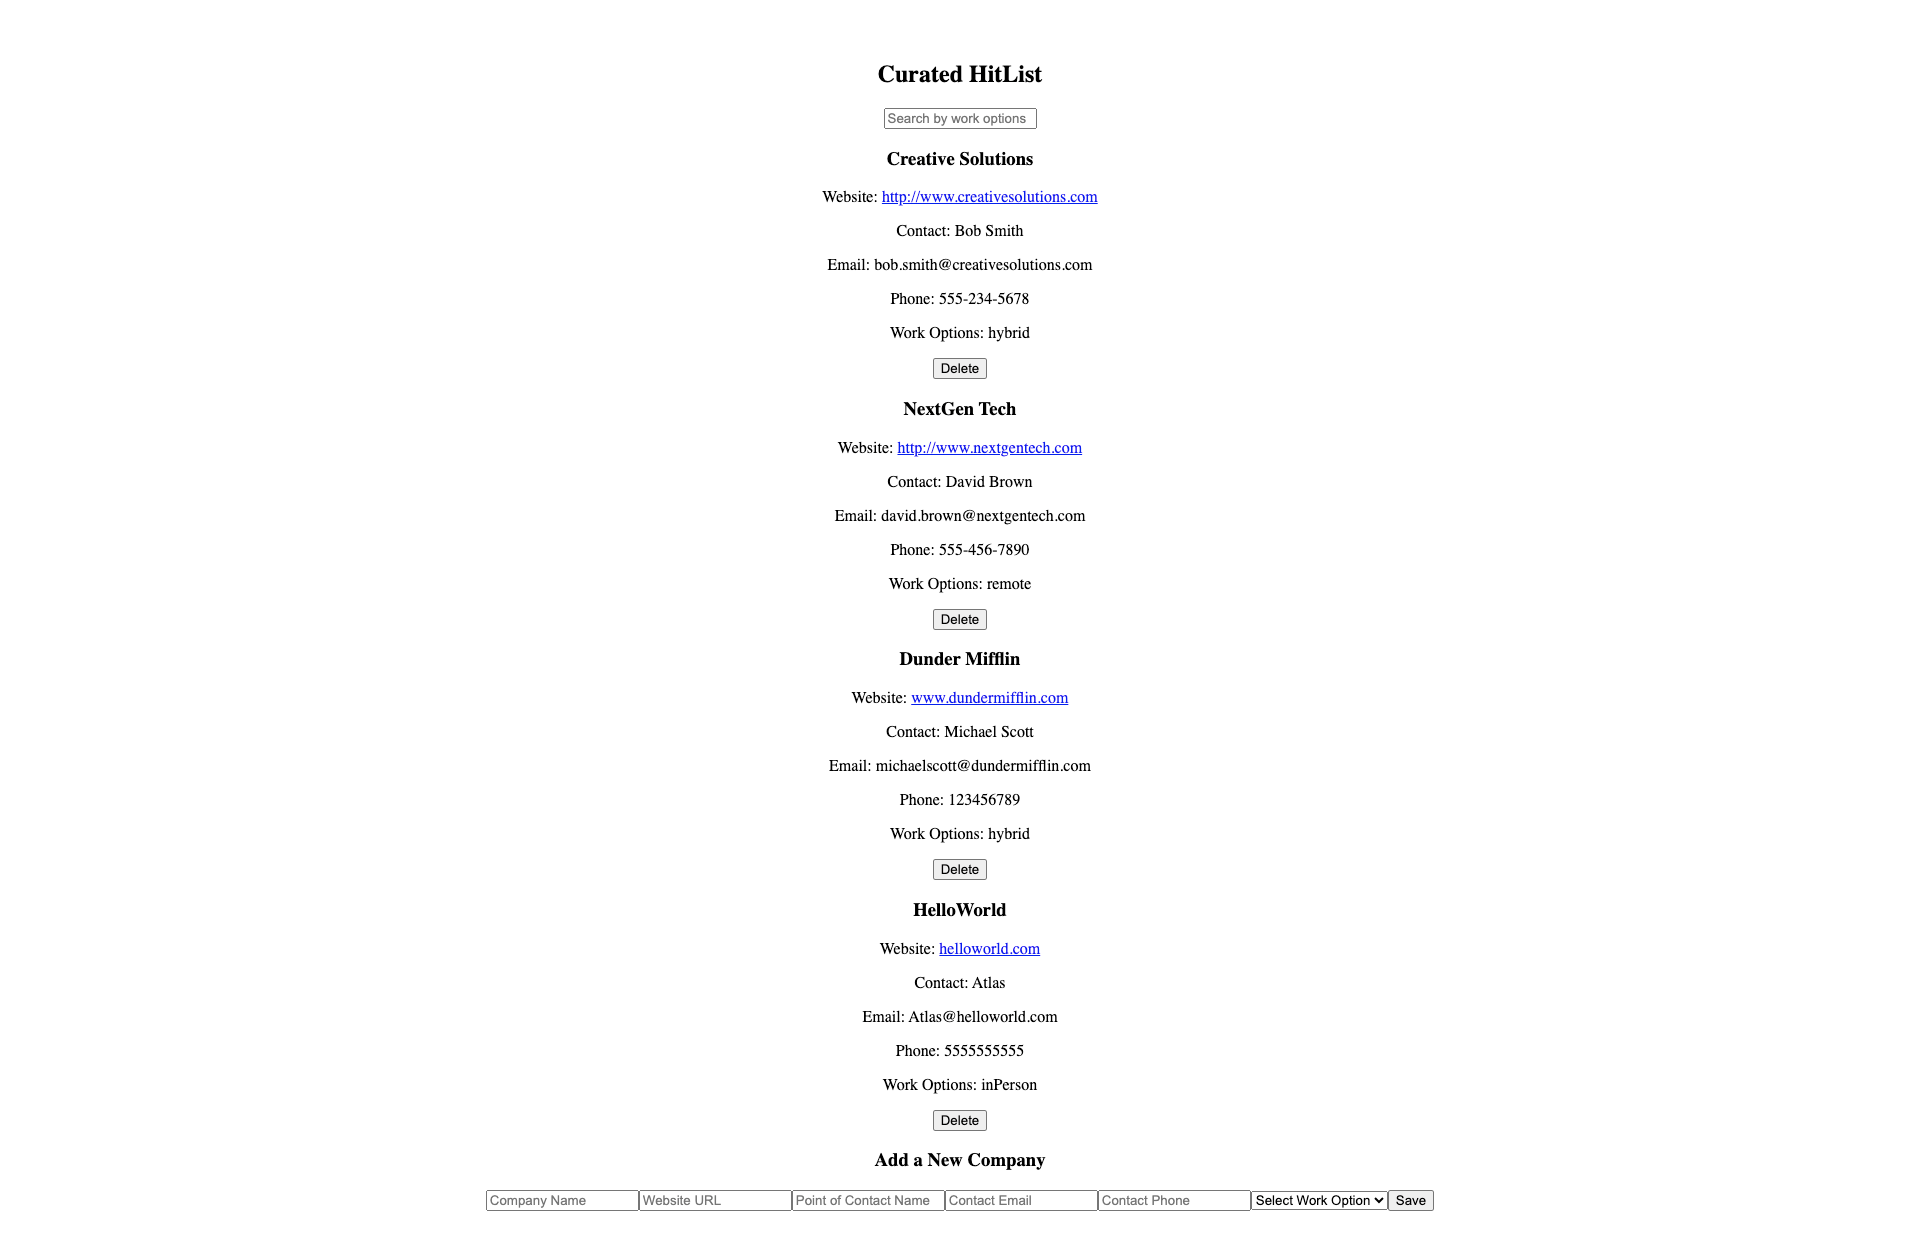 Curated HitList
Search by work options
Creative Solutions
Website: http://www.creativesolutions.com
Contact: Bob Smith
Email: bob.smith@creativesolutions.com
Phone: 555-234-5678
Work Options: hybrid
Delete
NextGen Tech
Website: http://www.nextgentech.com
Contact: David Brown
Email: david.brown@nextgentech.com
Phone: 555-456-7890
Work Options: remote
Delete
Dunder Mifflin
Website: www.dundermifflin.com
Contact: Michael Scott
Email: michaelscott@dundermifflin.com
Phone: 123456789
Work Options: hybrid
Delete
HelloWorld
Website: helloworld.com
Contact: Atlas
Email: Atlas@helloworld.com
Phone: 5555555555
Work Options: inPerson
Delete
Add a New Company
Company Name Website URL Point of Contact Name Contact Email Contact Phone Select Work Option Save